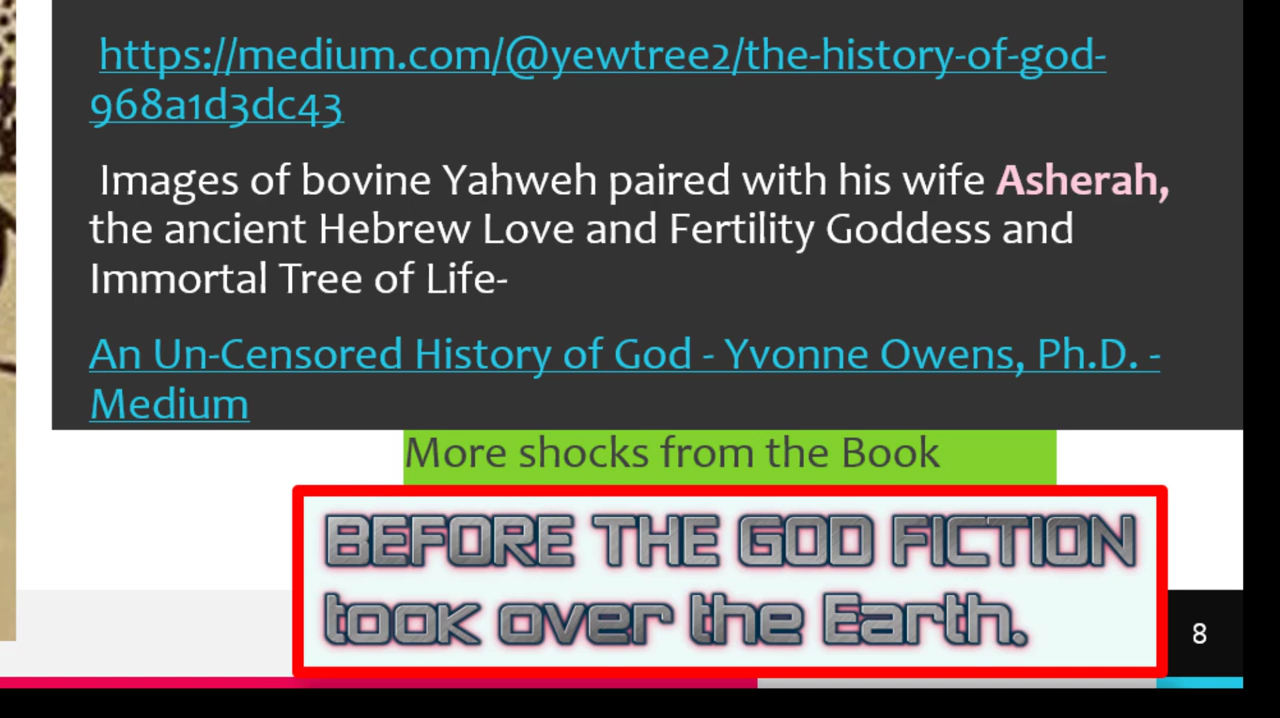 https://medium.com/@yewtree2/the-history-of-god-
968a1d3dc43
Images of bovine Yahweh paired with his wife Asherah,
the ancient Hebrew Love and Fertility Goddess and
Immortal Tree of Life-
An Un-Censored History of God - Yvonne Owens, Ph.D. -
Medium
More shocks from the Book
BEFORE THE GOD FICTION
took over the Earth.
8